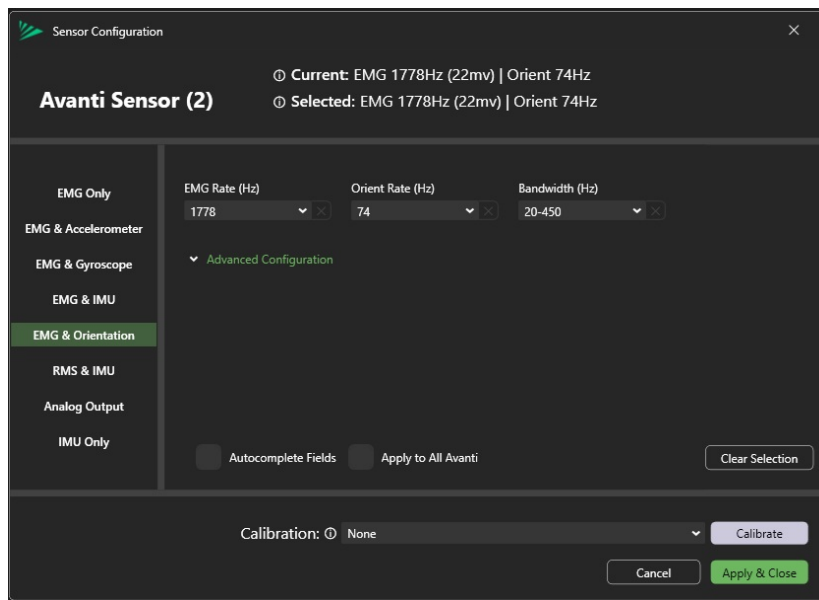 Sensor Configuration
Avanti Sensor (2)
Current: EMG 1778Hz (22mv) | Orient 74Hz
Selected: EMG 1778Hz (22mv) | Orient 74Hz
EMG Only
EMG & Accelerometer
EMG & Gyroscope
EMG & IMU
EMG & Orientation
RMS & IMU
Analog Output
IMU Only
EMG Rate (Hz)
1778
Orient Rate (Hz)
74
Bandwidth (Hz)
20-450
Advanced Configuration
Autocomplete Fields
Apply to All Avanti
Clear Selection
Calibration:
None
Calibrate
Cancel
Apply & Close